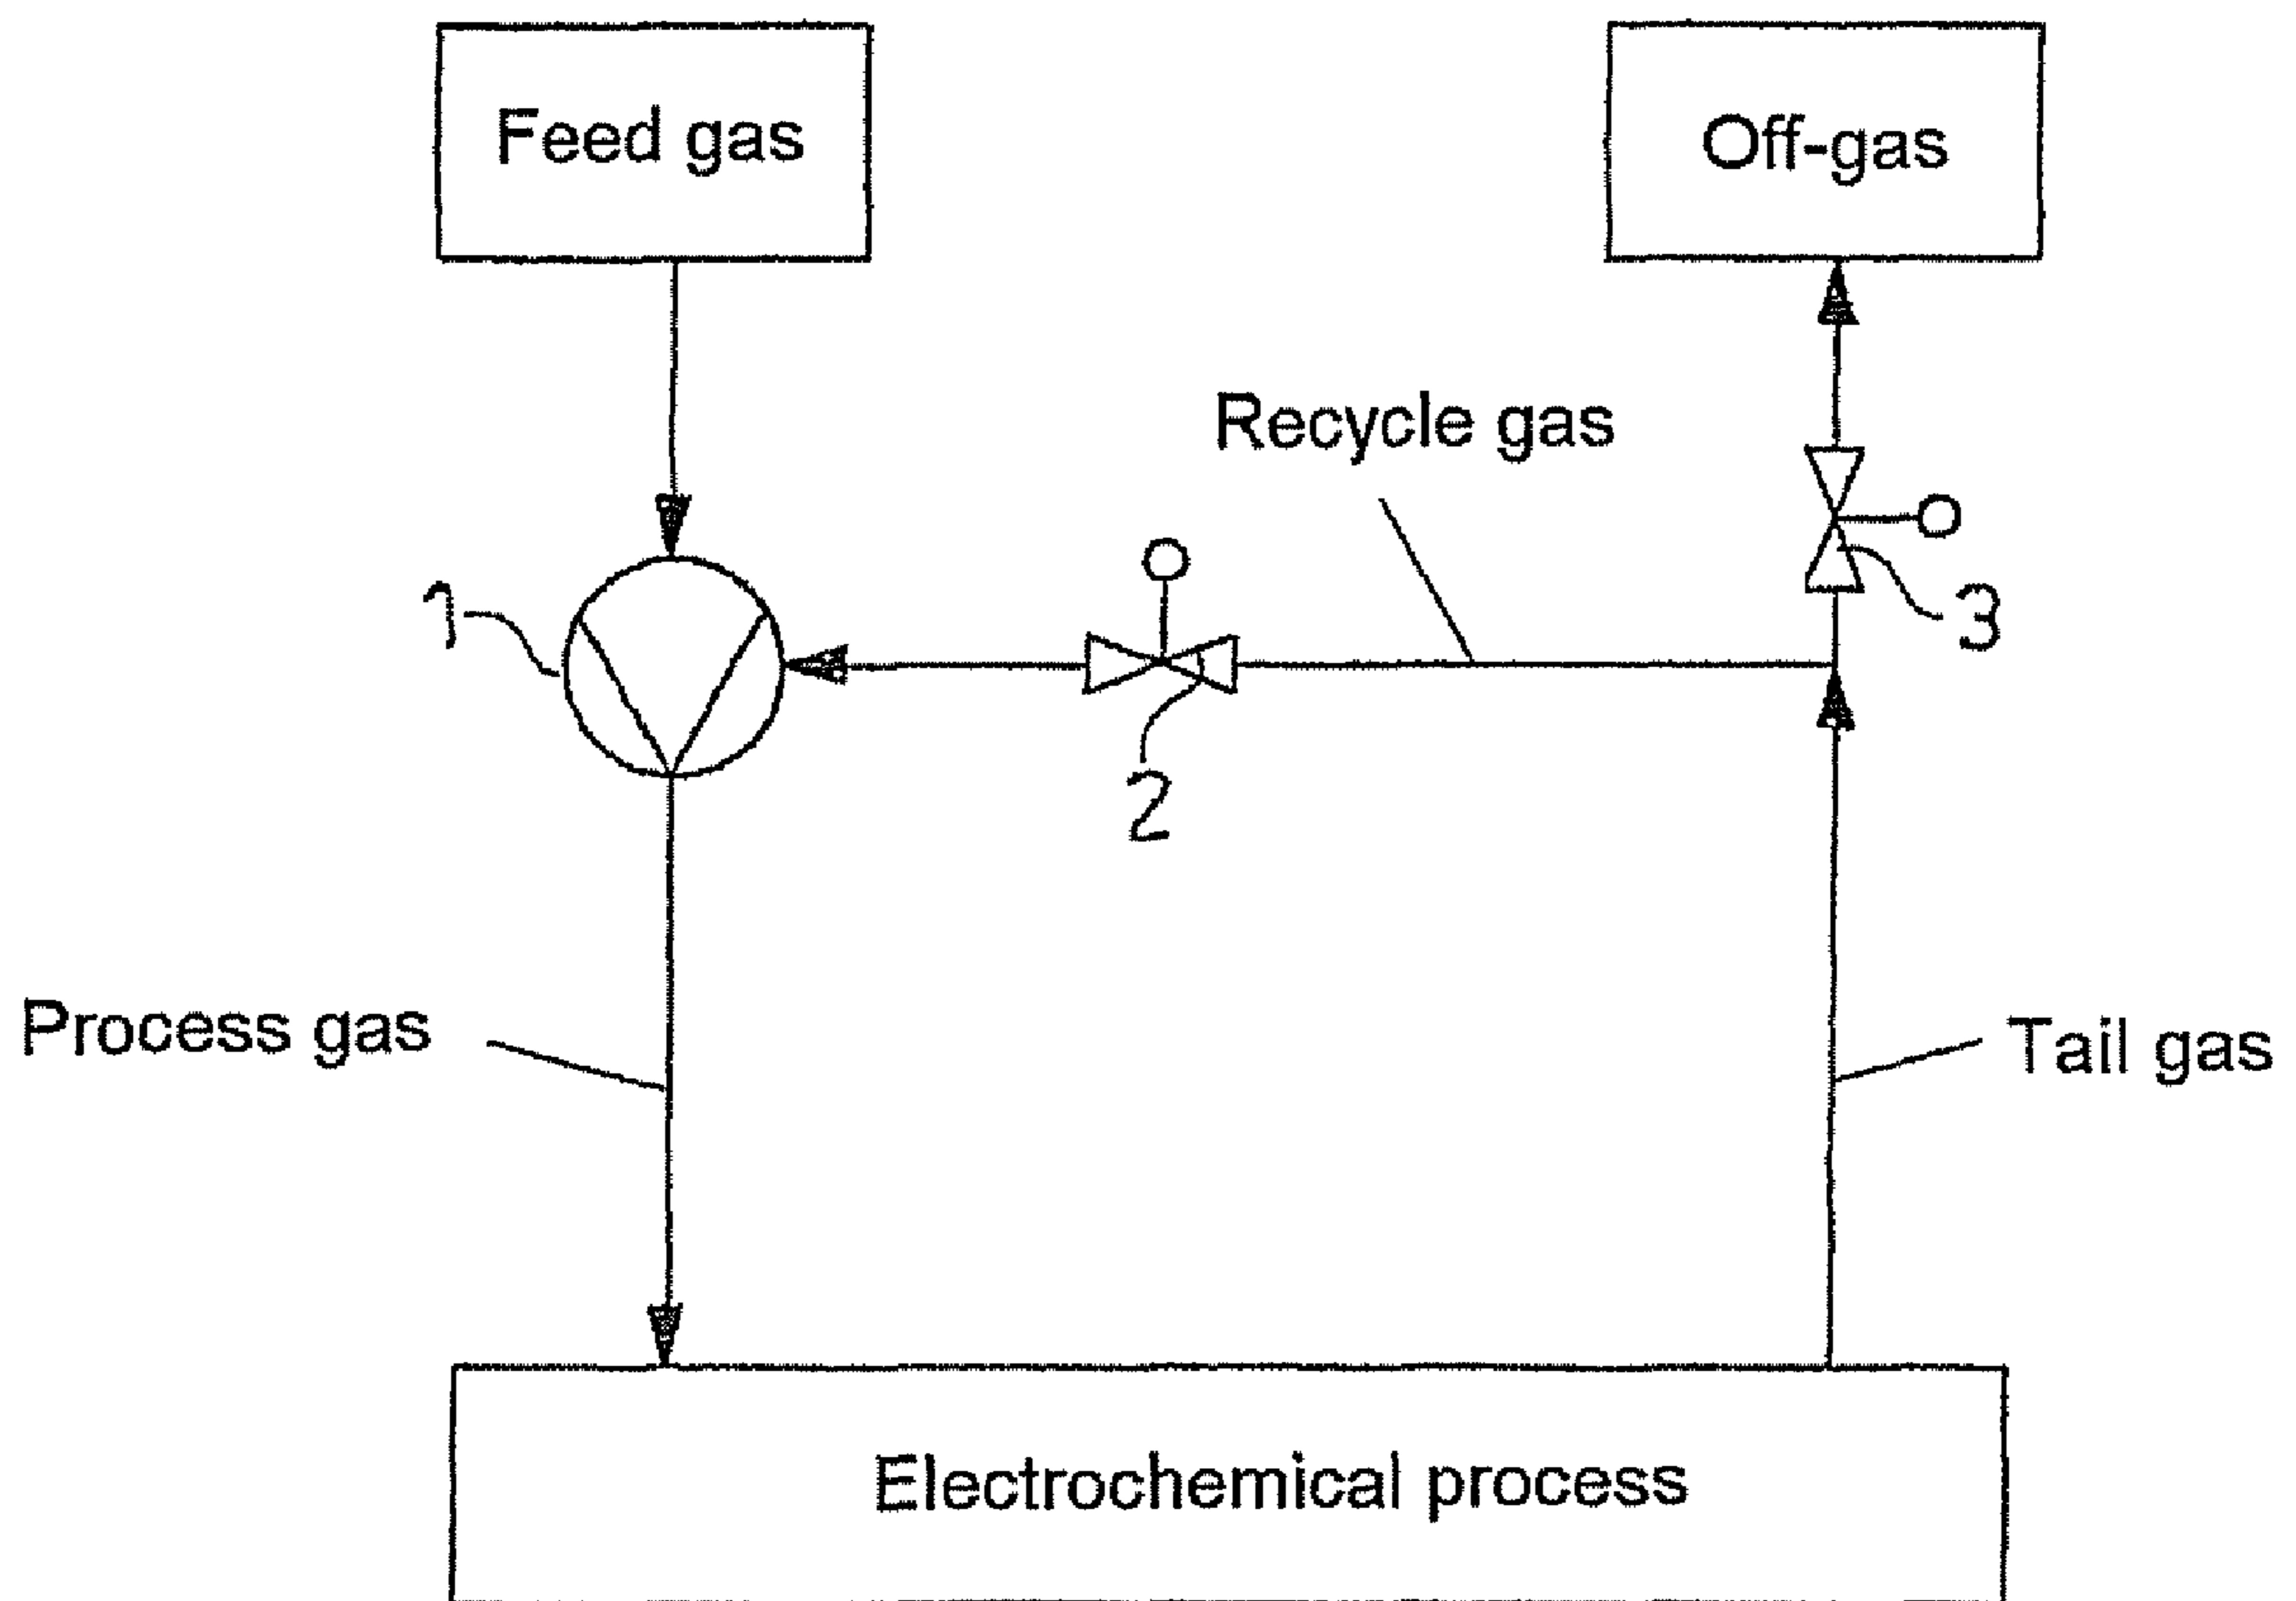 Feed gas
Off-gas
Recycle gas
1
3
2
Process gas
Tail gas
Electrochemical process